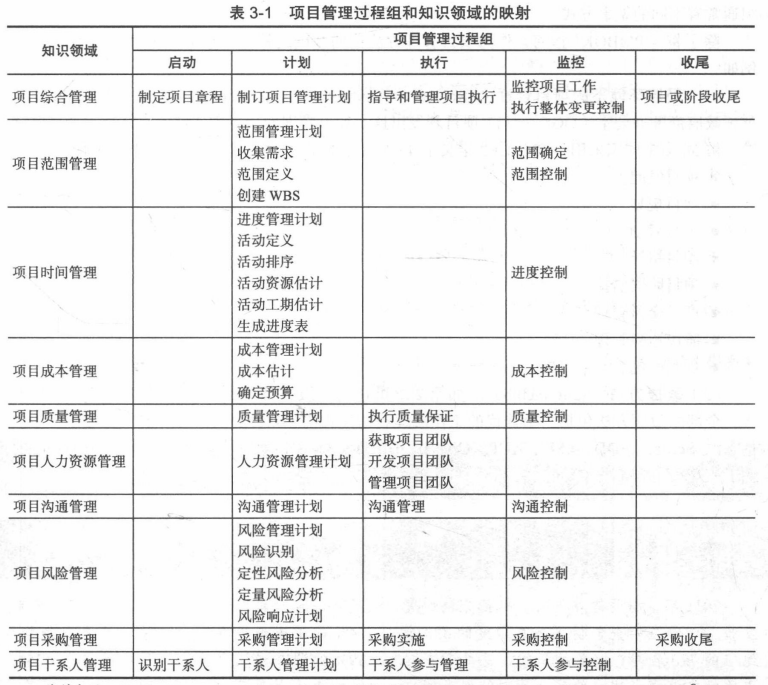 表 3-1 项目管理过程组和知识领域的映射
知识领域 项目管理过程组
启动 计划 执行 监控 收尾
项目综合管理 制定项目章程 制订项目管理计划 指导和管理项目执行 监控项目工作 项目或阶段收尾
执行整体变更控制
项目范围管理
范围管理计划
收集需求 范围确定
范围定义 范围控制
创建 WBS
项目时间管理
进度管理计划
活动定义
活动排序
活动资源估计 进度控制
活动工期估计
生成进度表
项目成本管理
成本管理计划
成本估计 成本控制
确定预算
项目质量管理 质量管理计划 执行质量保证 质量控制
项目人力资源管理 人力资源管理计划
获取项目团队
开发项目团队
管理项目团队
项目沟通管理 沟通管理计划 沟通管理 沟通控制
项目风险管理
风险管理计划
风险识别
定性风险分析 风险控制
定量风险分析
风险响应计划
项目采购管理 采购管理计划 采购实施 采购控制 采购收尾
项目干系人管理 识别干系人 干系人管理计划 干系人参与管理 干系人参与控制